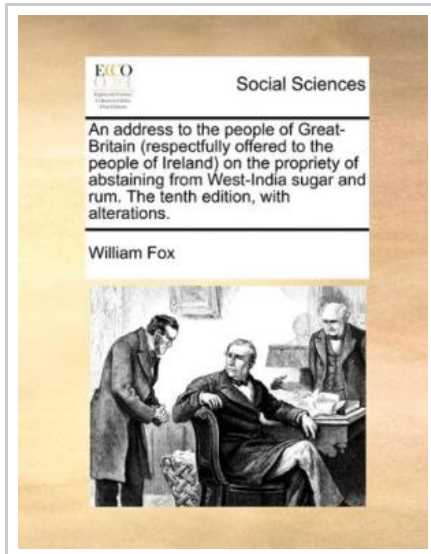 ECCO
Social Sciences
An address to the people of Great-
Britain (respectfully offered to the
people of Ireland) on the propriety of
abstaining from West-India sugar and
rum. The tenth edition, with
alterations.
William Fox